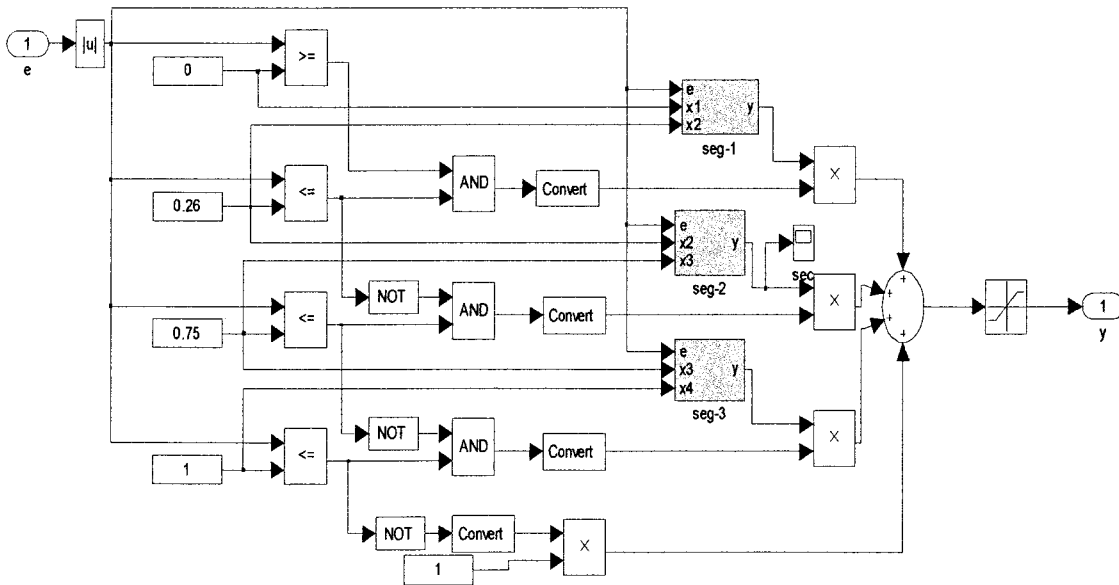 1
e
|u|
>=
0
e
x1
x2
y
seg-1
X
<=
AND
Convert
0.26
e
x2
x3
y
seg-2
sec
X
NOT
AND
Convert
<=
0.75
+
+
+
+
1
y
e
x3
x4
y
seg-3
X
NOT
AND
Convert
<=
1
NOT
Convert
X
1